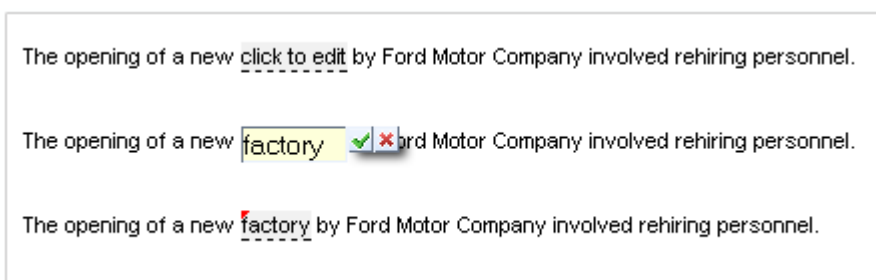 The opening of a new click to edit by Ford Motor Company involved rehiring personnel.
The opening of a new factory ord Motor Company involved rehiring personnel.
The opening of a new factory by Ford Motor Company involved rehiring personnel.